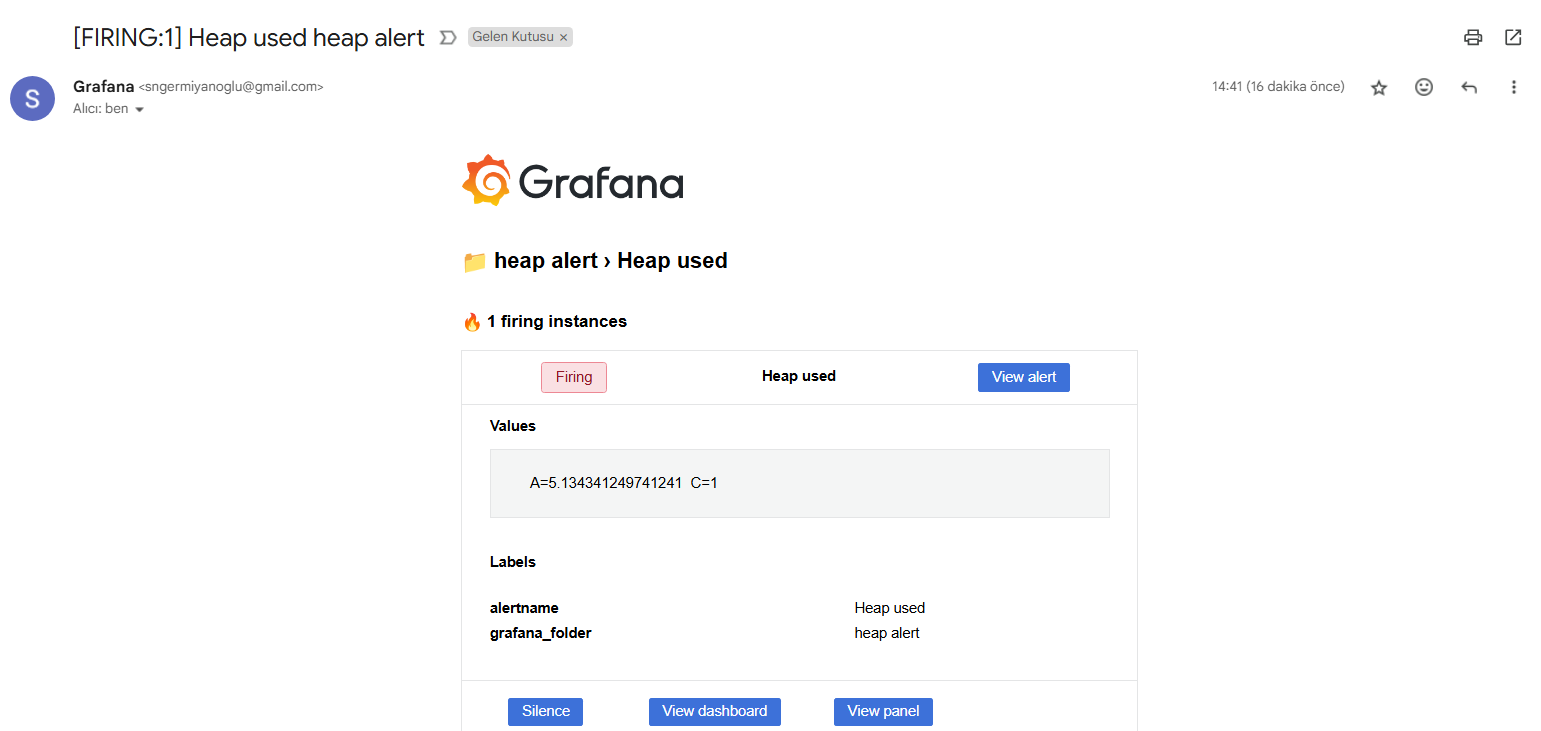 [FIRING:1] Heap used heap alert Gelen Kutusu ×
Grafana <sngermiyanoglu@gmail.com> 14:41 (16 dakika önce)
Alıcı: ben
S
Grafana
heap alert › Heap used
1 firing instances
Firing Heap used View alert
Values
A=5.134341249741241 C=1
Labels
alertname Heap used
grafana_folder heap alert
Silence View dashboard View panel